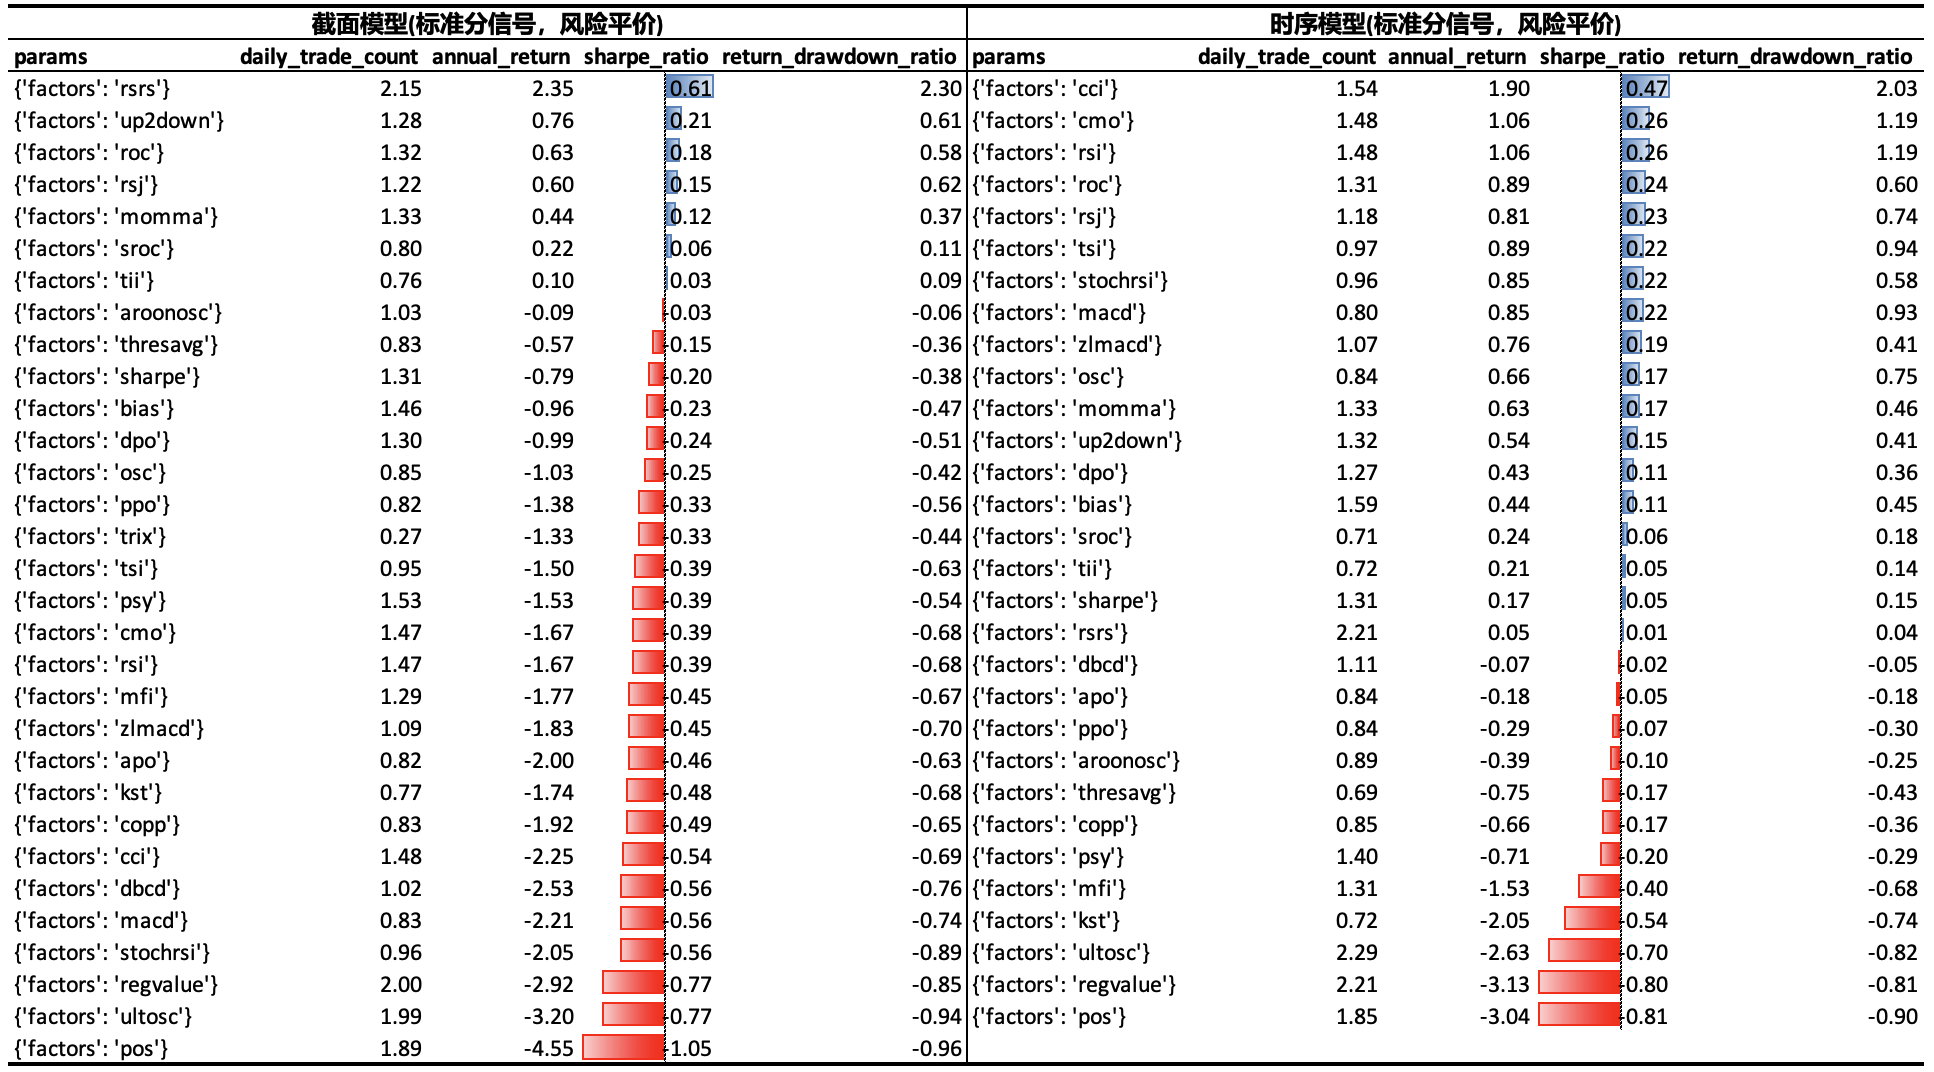 截面模型(标准分信号，风险平价) 时序模型(标准分信号，风险平价)
params daily_trade_count annual_return sharpe_ratio return_drawdown_ratio params daily_trade_count annual_return sharpe_ratio return_drawdown_ratio
{'factors': 'rsrs'} 2.15 2.35 0.61 2.30 {'factors': 'cci'} 1.54 1.90 0.47 2.03
{'factors': 'up2down'} 1.28 0.76 0.21 0.61 {'factors': 'cmo'} 1.48 1.06 0.26 1.19
{'factors': 'roc'} 1.32 0.63 0.18 0.58 {'factors': 'rsi'} 1.48 1.06 0.26 1.19
{'factors': 'rsj'} 1.22 0.60 0.15 0.62 {'factors': 'roc'} 1.31 0.89 0.24 0.60
{'factors': 'momma'} 1.33 0.44 0.12 0.37 {'factors': 'rsj'} 1.18 0.81 0.23 0.74
{'factors': 'sroc'} 0.80 0.22 0.06 0.11 {'factors': 'tsi'} 0.97 0.89 0.22 0.94
{'factors': 'tii'} 0.76 0.10 0.03 0.09 {'factors': 'stochrsi'} 0.96 0.85 0.22 0.58
{'factors': 'aroonosc'} 1.03 -0.09 -0.03 -0.06 {'factors': 'macd'} 0.80 0.85 0.22 0.93
{'factors': 'thresavg'} 0.83 -0.57 -0.15 -0.36 {'factors': 'zlmacd'} 1.07 0.76 0.19 0.41
{'factors': 'sharpe'} 1.31 -0.79 -0.20 -0.38 {'factors': 'osc'} 0.84 0.66 0.17 0.75
{'factors': 'bias'} 1.46 -0.96 -0.23 -0.47 {'factors': 'momma'} 1.33 0.63 0.17 0.46
{'factors': 'dpo'} 1.30 -0.99 -0.24 -0.51 {'factors': 'up2down'} 1.32 0.54 0.15 0.41
{'factors': 'osc'} 0.85 -1.03 -0.25 -0.42 {'factors': 'dpo'} 1.27 0.43 0.11 0.36
{'factors': 'ppo'} 0.82 -1.38 -0.33 -0.56 {'factors': 'bias'} 1.59 0.44 0.11 0.45
{'factors': 'trix'} 0.27 -1.33 -0.33 -0.44 {'factors': 'sroc'} 0.71 0.24 0.06 0.18
{'factors': 'tsi'} 0.95 -1.50 -0.39 -0.63 {'factors': 'tii'} 0.72 0.21 0.05 0.14
{'factors': 'psy'} 1.53 -1.53 -0.39 -0.54 {'factors': 'sharpe'} 1.31 0.17 0.05 0.15
{'factors': 'cmo'} 1.47 -1.67 -0.39 -0.68 {'factors': 'rsrs'} 2.21 0.05 0.01 0.04
{'factors': 'rsi'} 1.47 -1.67 -0.39 -0.68 {'factors': 'dbcd'} 1.11 -0.07 -0.02 -0.05
{'factors': 'mfi'} 1.29 -1.77 -0.45 -0.67 {'factors': 'apo'} 0.84 -0.18 -0.05 -0.18
{'factors': 'zlmacd'} 1.09 -1.83 -0.45 -0.70 {'factors': 'ppo'} 0.84 -0.29 -0.07 -0.30
{'factors': 'apo'} 0.82 -2.00 -0.46 -0.63 {'factors': 'aroonosc'} 0.89 -0.39 -0.10 -0.25
{'factors': 'kst'} 0.77 -1.74 -0.48 -0.68 {'factors': 'thresavg'} 0.69 -0.75 -0.17 -0.43
{'factors': 'copp'} 0.83 -1.92 -0.49 -0.65 {'factors': 'copp'} 0.85 -0.66 -0.17 -0.36
{'factors': 'cci'} 1.48 -2.25 -0.54 -0.69 {'factors': 'psy'} 1.40 -0.71 -0.20 -0.29
{'factors': 'dbcd'} 1.02 -2.53 -0.56 -0.76 {'factors': 'mfi'} 1.31 -1.53 -0.40 -0.68
{'factors': 'macd'} 0.83 -2.21 -0.56 -0.74 {'factors': 'kst'} 0.72 -2.05 -0.54 -0.74
{'factors': 'stochrsi'} 0.96 -2.05 -0.56 -0.89 {'factors': 'ultosc'} 2.29 -2.63 -0.70 -0.82
{'factors': 'regvalue'} 2.00 -2.92 -0.77 -0.85 {'factors': 'regvalue'} 2.21 -3.13 -0.80 -0.81
{'factors': 'ultosc'} 1.99 -3.20 -0.77 -0.94 {'factors': 'pos'} 1.85 -3.04 -0.81 -0.90
{'factors': 'pos'} 1.89 -4.55 -1.05 -0.96